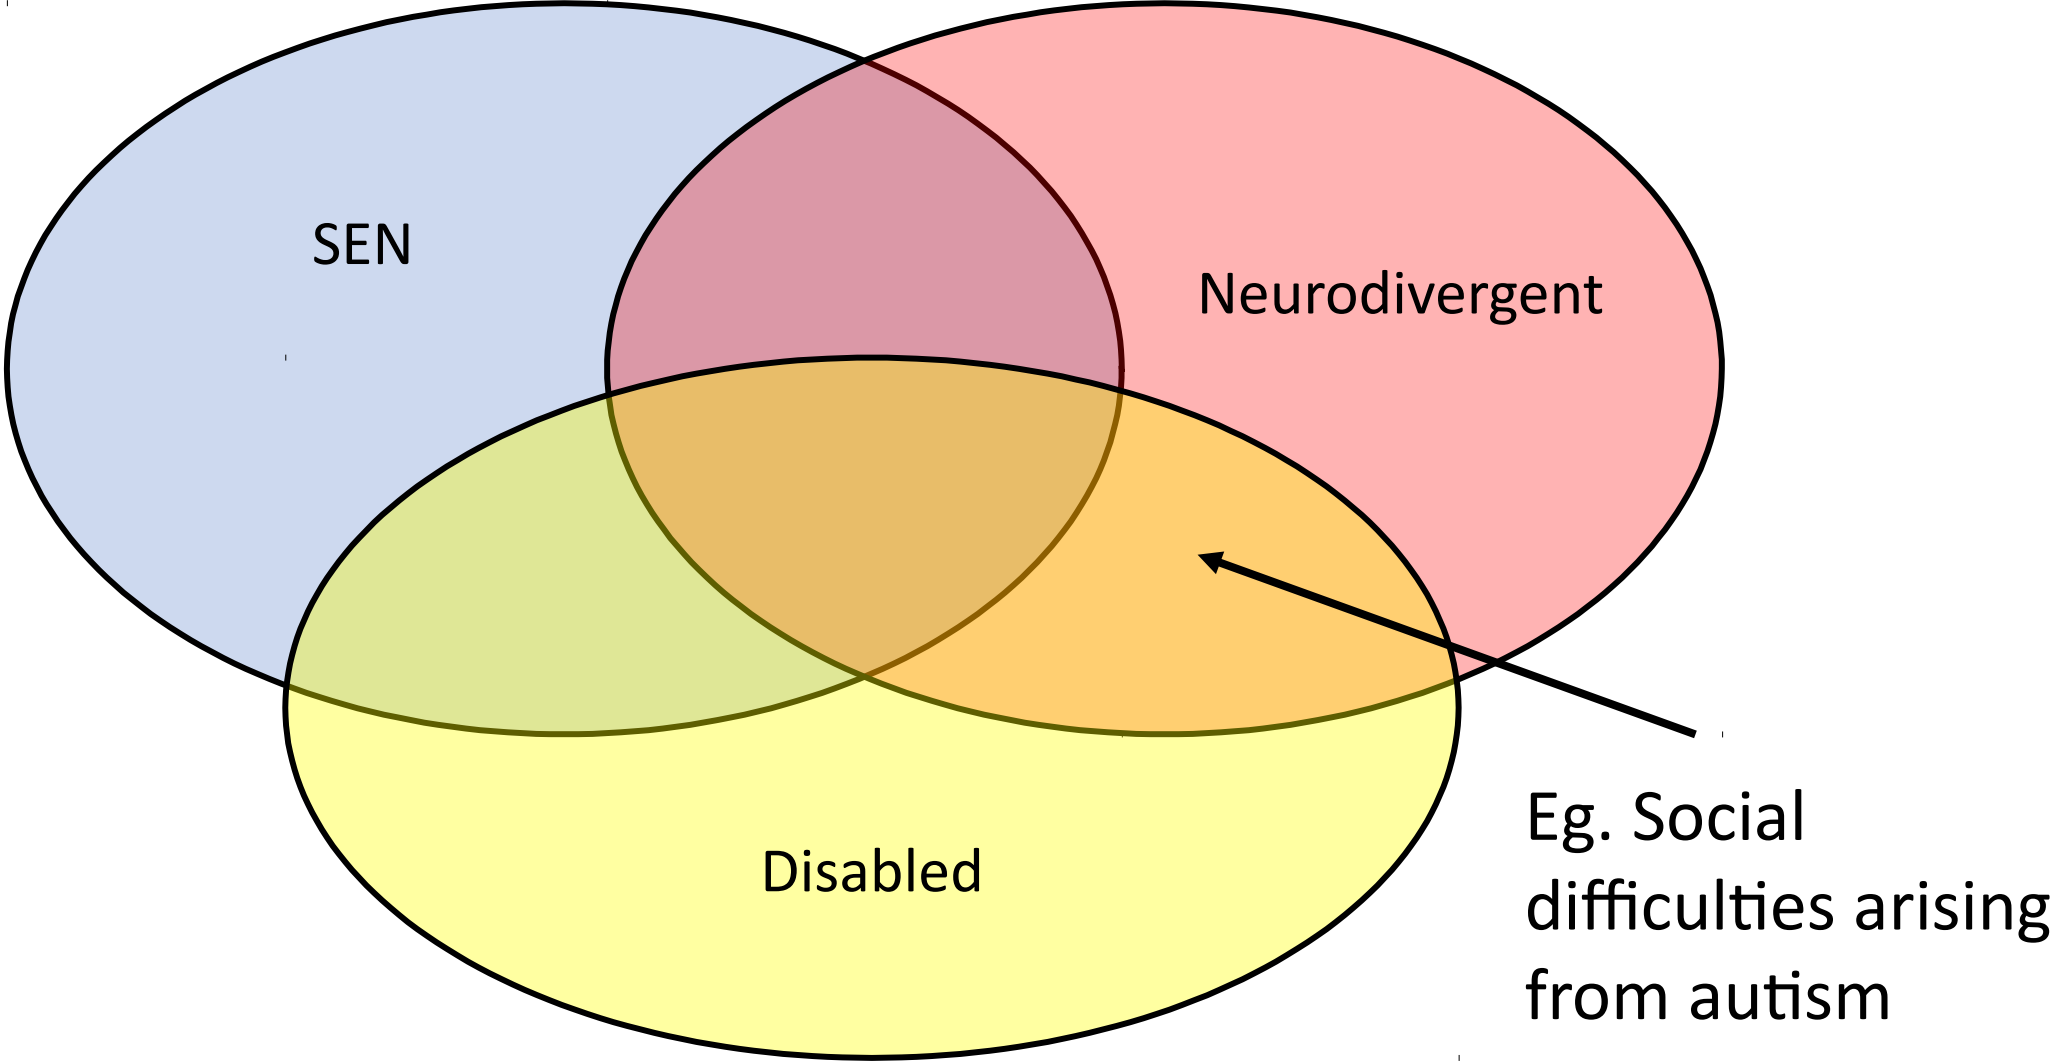 SEN
Neurodivergent
Disabled
Eg. Social
difficulties arising
from autism